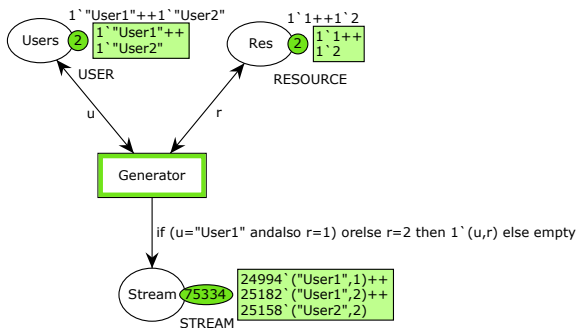 1`"User1"++1`"User2"
Users
2
1`"User1"++
1`"User2"
USER
1`1++1`2
Res
2
1`1++
1`2
RESOURCE
u
r
Generator
if (u="User1" andalso r=1) orelse r=2 then 1`(u,r) else empty
Stream
75334
24994`("User1",1)++
25182`("User1",2)++
25158`("User2",2)
STREAM